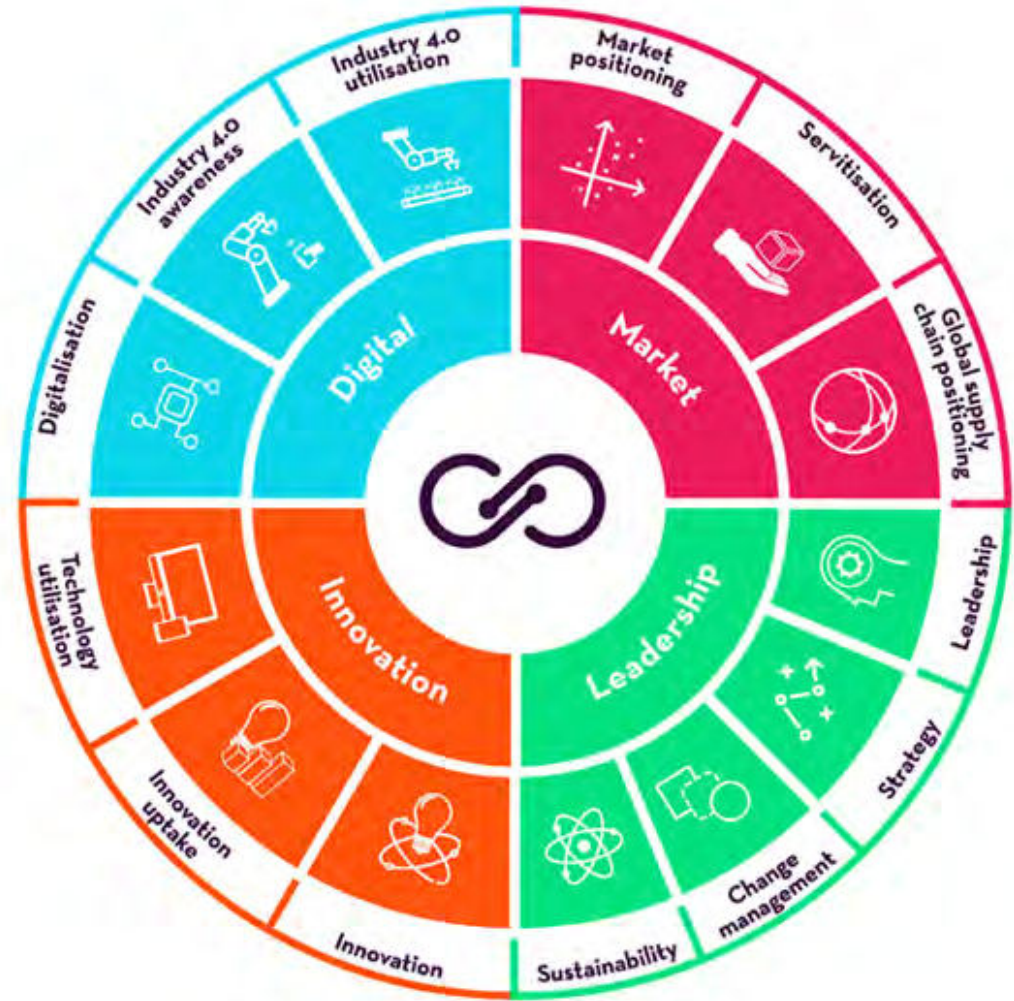 Industry 4.0
utilisation
Market
positioning
Servitisation
Global supply
chain positioning
Leadership
Strategy
Change
management
Sustainability
Innovation
Innovation
uptake
Technology
utilisation
Digitalisation
Industry 4.0
awareness
Digital
Market
Leadership
Innovation